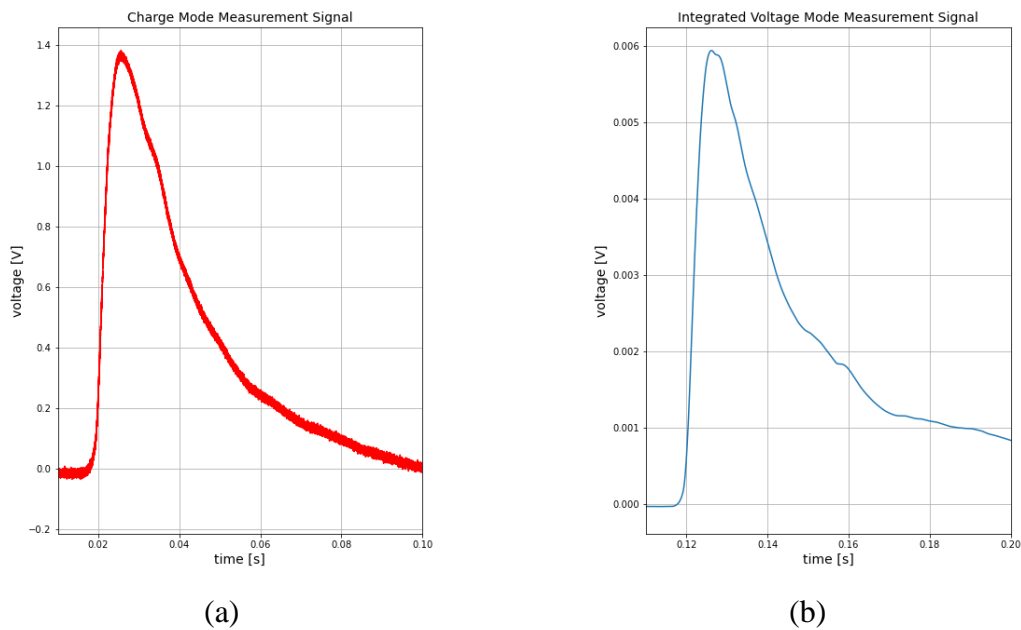 Charge Mode Measurement Signal
1.4
1.2
1.0
0.8
0.6
0.4
0.2
0.0
−0.2
voltage [V]
0.02 0.04 0.06 0.08 0.10
time [s]
(a)
Integrated Voltage Mode Measurement Signal
0.006
0.005
0.004
0.003
0.002
0.001
0.000
voltage [V]
0.12 0.14 0.16 0.18 0.20
time [s]
(b)